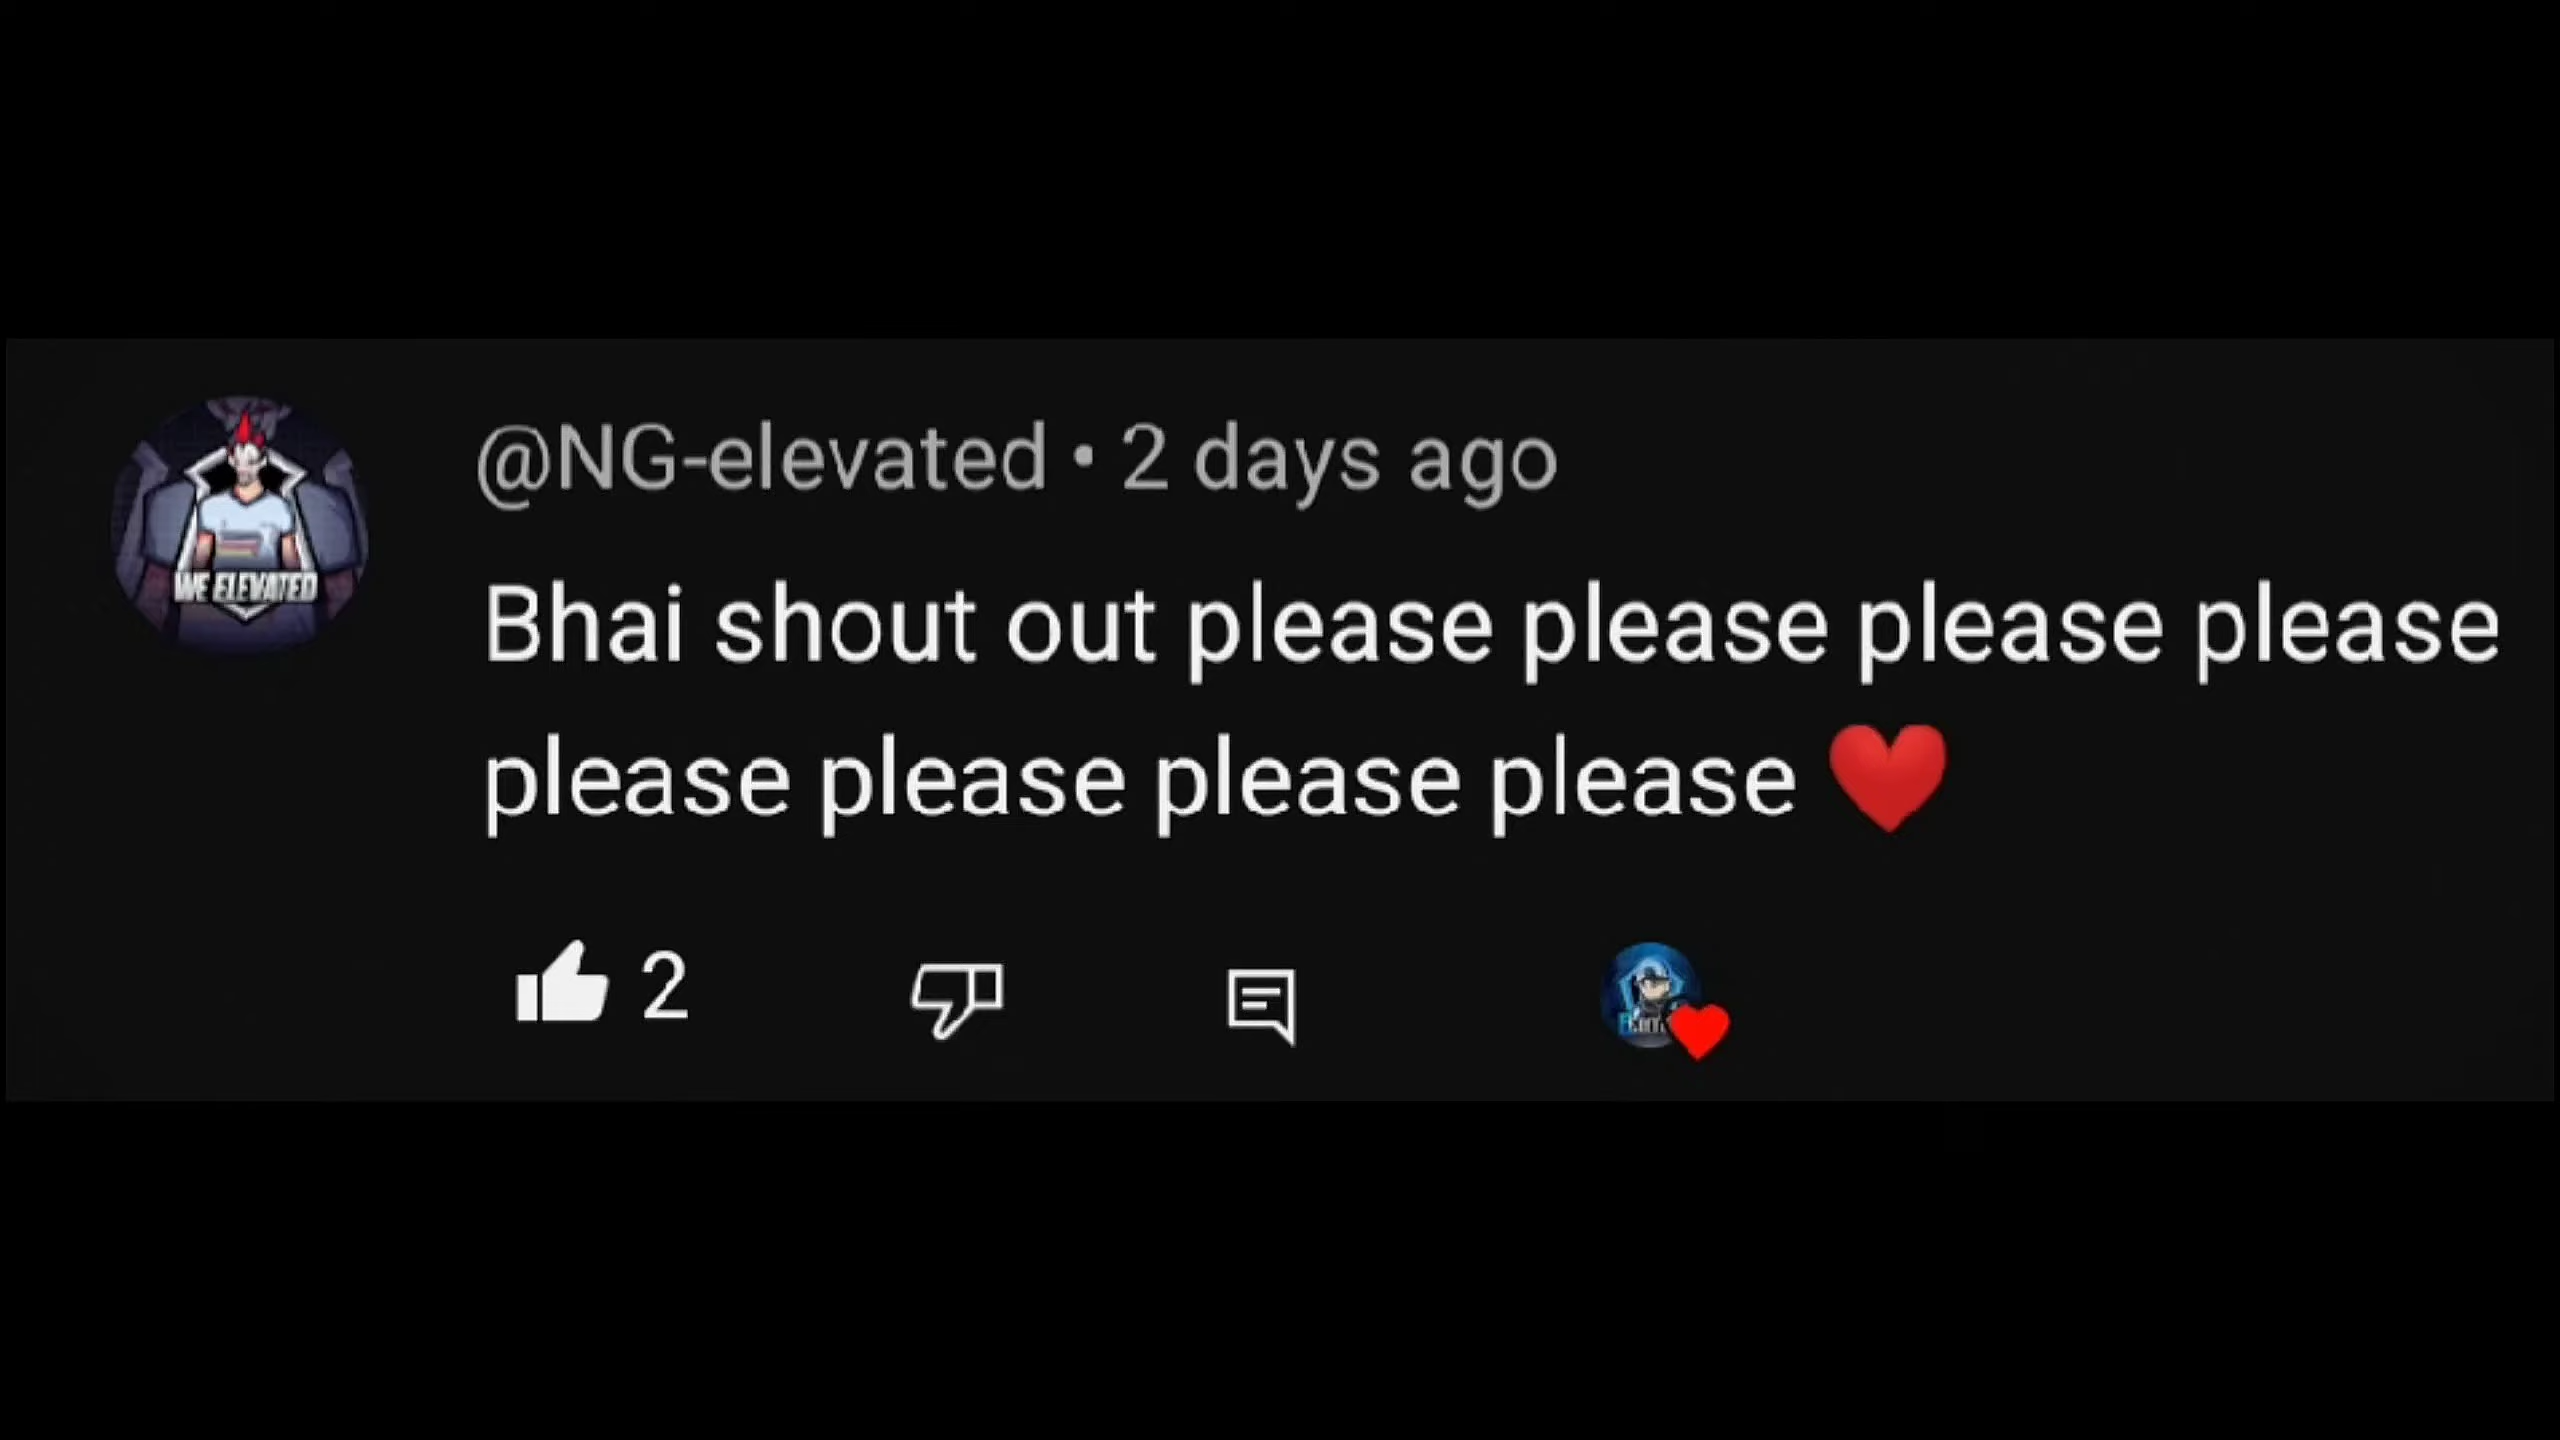 @NG-elevated • 2 days ago
WE ELEVATED
Bhai shout out please please please please
please please please please ❤️
2